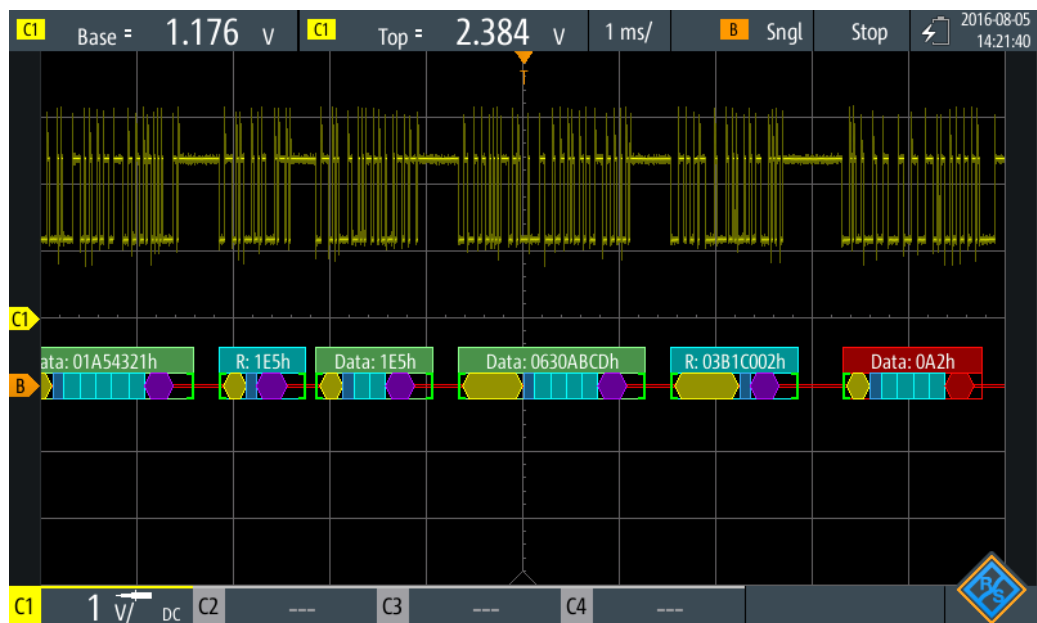 C1 Base = 1.176 V C1 Top = 2.384 V 1 ms/ B Sngl Stop 2016-08-05
14:21:40
T
C1
ata: 01A54321h R: 1E5h Data: 1E5h Data: 0630ABCDh R: 03B1C002h Data: 0A2h
B
C1 1 V/ DC C2 --- C3 --- C4 ---
R&S